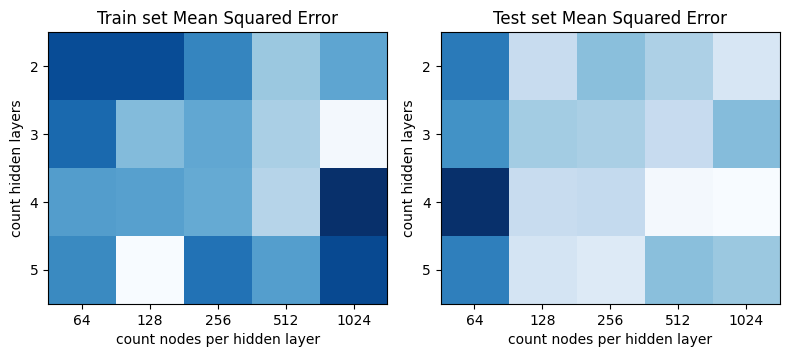 Train set Mean Squared Error
count hidden layers
2
3
4
5
64 128 256 512 1024
count nodes per hidden layer
Test set Mean Squared Error
count hidden layers
2
3
4
5
64 128 256 512 1024
count nodes per hidden layer